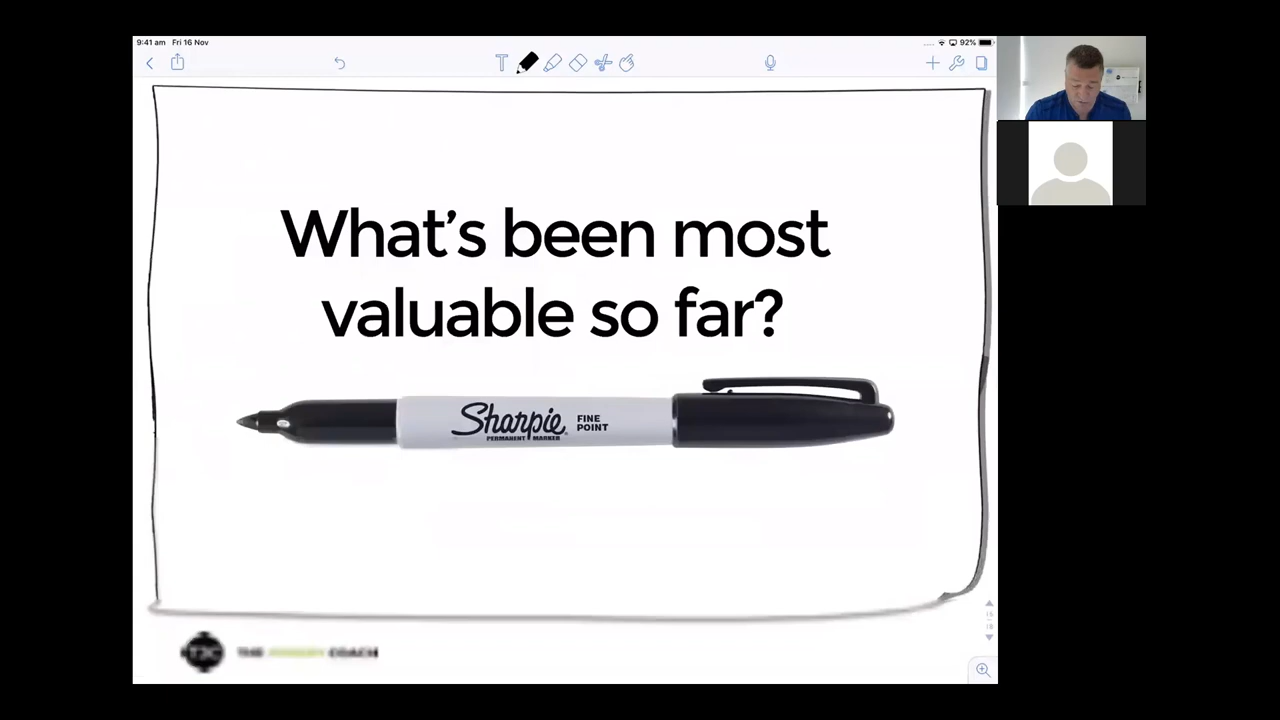 9:41 am Fri 16 Nov
92%
T
What's been most
valuable so far?
Sharpie
PERMANENT MARKER
FINE
POINT
THE COACH